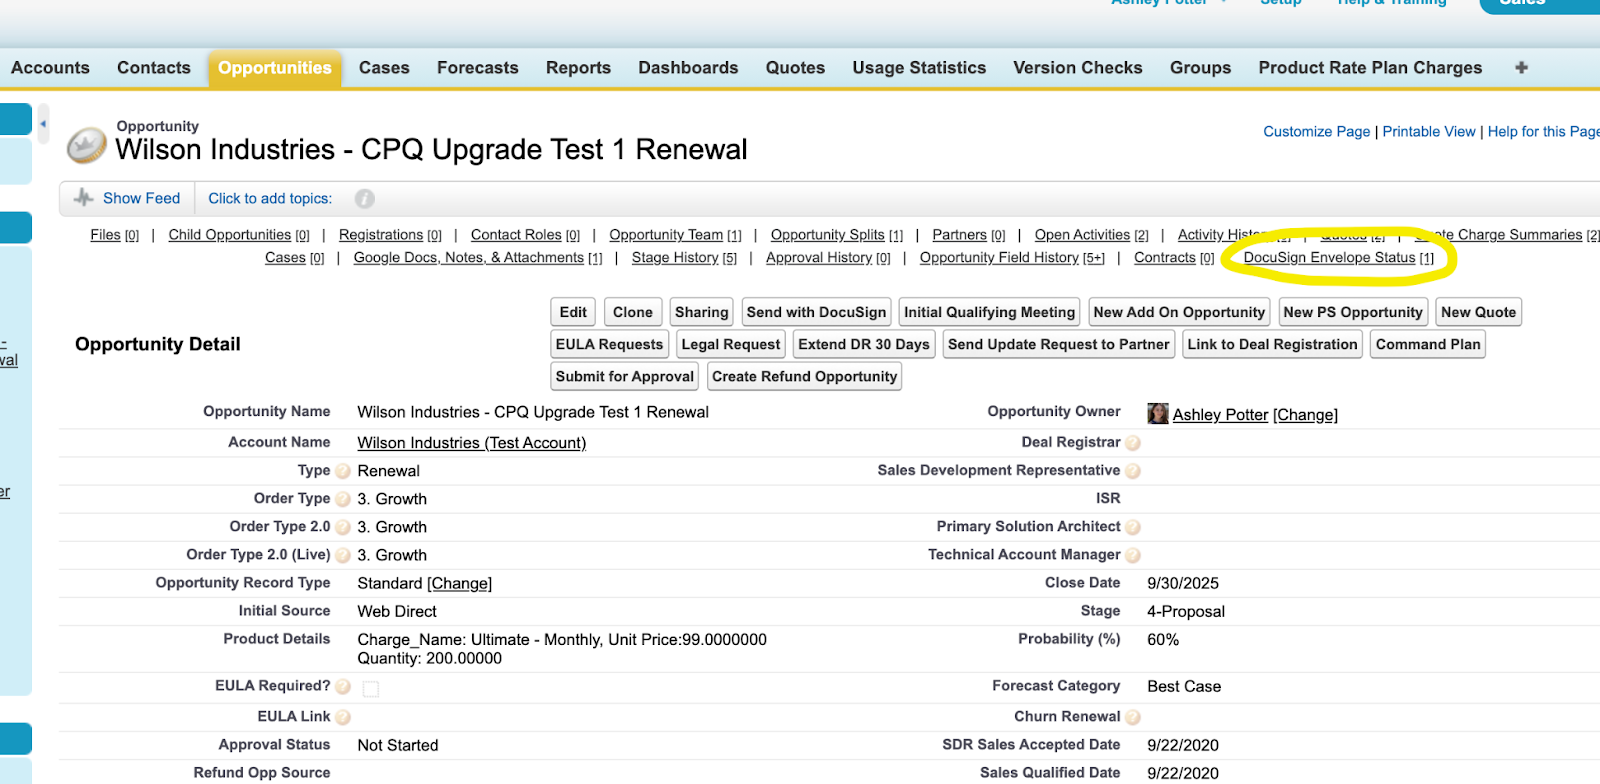 Ashley Potter Setup Help & Training Sales
Accounts Contacts Opportunities Cases Forecasts Reports Dashboards Quotes Usage Statistics Version Checks Groups Product Rate Plan Charges +
Opportunity
Wilson Industries - CPQ Upgrade Test 1 Renewal
Customize Page | Printable View | Help for this Page
Show Feed Click to add topics:
Files [0] | Child Opportunities [0] | Registrations [0] | Contact Roles [0] | Opportunity Team [1] | Opportunity Splits [1] | Partners [0] | Open Activities [2] | Activity History | Quotes [2] | Quote Charge Summaries [2]
Cases [0] | Google Docs, Notes, & Attachments [1] | Stage History [5] | Approval History [0] | Opportunity Field History [5+] | Contracts [0] DocuSign Envelope Status [1]
Edit Clone Sharing Send with DocuSign Initial Qualifying Meeting New Add On Opportunity New PS Opportunity New Quote
Opportunity Detail
EULA Requests Legal Request Extend DR 30 Days Send Update Request to Partner Link to Deal Registration Command Plan
Submit for Approval Create Refund Opportunity
Opportunity Name Wilson Industries - CPQ Upgrade Test 1 Renewal Opportunity Owner Ashley Potter [Change]
Account Name Wilson Industries (Test Account) Deal Registrar
Type Renewal Sales Development Representative
Order Type 3. Growth ISR
Order Type 2.0 3. Growth Primary Solution Architect
Order Type 2.0 (Live) 3. Growth Technical Account Manager
Opportunity Record Type Standard [Change] Close Date 9/30/2025
Initial Source Web Direct Stage 4-Proposal
Product Details Charge_Name: Ultimate - Monthly, Unit Price:99.0000000 Probability (%) 60%
Quantity: 200.00000
EULA Required? Forecast Category Best Case
EULA Link Churn Renewal
Approval Status Not Started SDR Sales Accepted Date 9/22/2020
Refund Opp Source Sales Qualified Date 9/22/2020